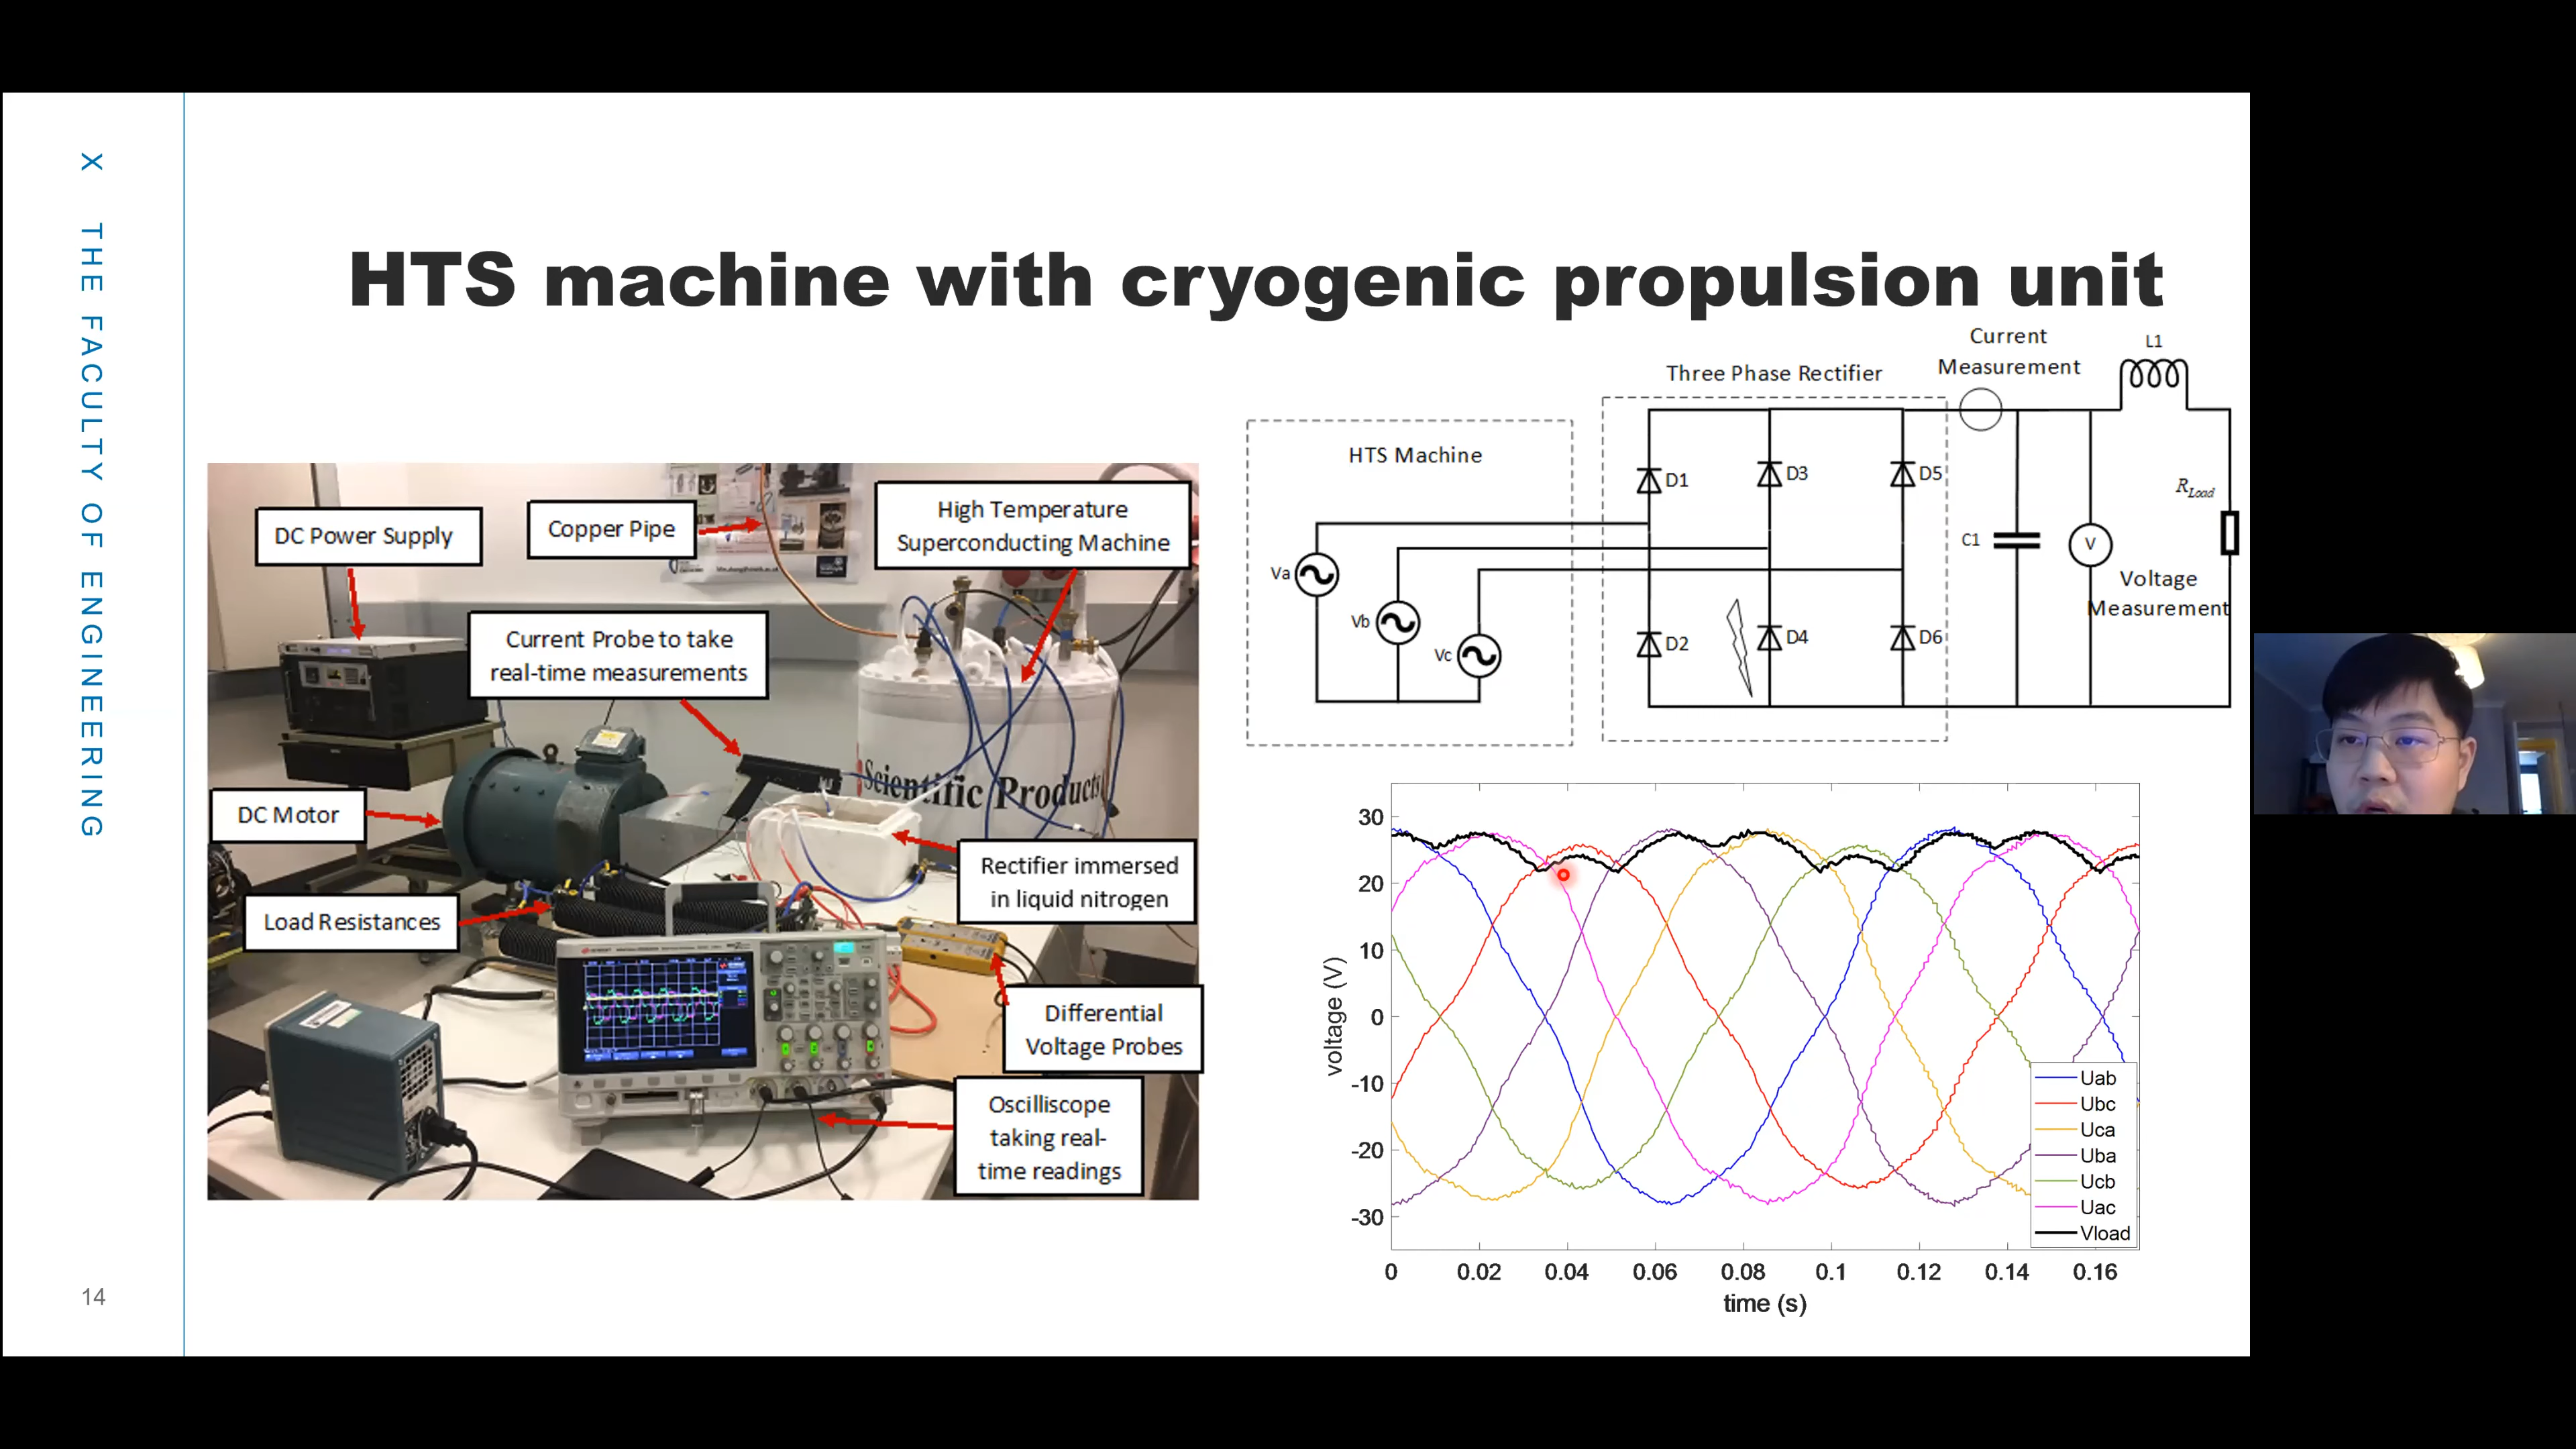 X THE FACULTY OF ENGINEERING
14
HTS machine with cryogenic propulsion unit
DC Power Supply
Copper Pipe
High Temperature
Superconducting Machine
Current Probe to take
real-time measurements
Scientific Products
DC Motor
Rectifier immersed
in liquid nitrogen
Load Resistances
Differential
Voltage Probes
Oscilliscope
taking real-
time readings
HTS Machine
Va
Vb
Vc
Three Phase Rectifier
D1
D3
D5
D2
D4
D6
Current
Measurement
L1
C1
V
R_Load
Voltage
Measurement
voltage (V)
30
20
10
0
-10
-20
-30
0 0.02 0.04 0.06 0.08 0.1 0.12 0.14 0.16
time (s)
Uab
Ubc
Uca
Uba
Ucb
Uac
Vload